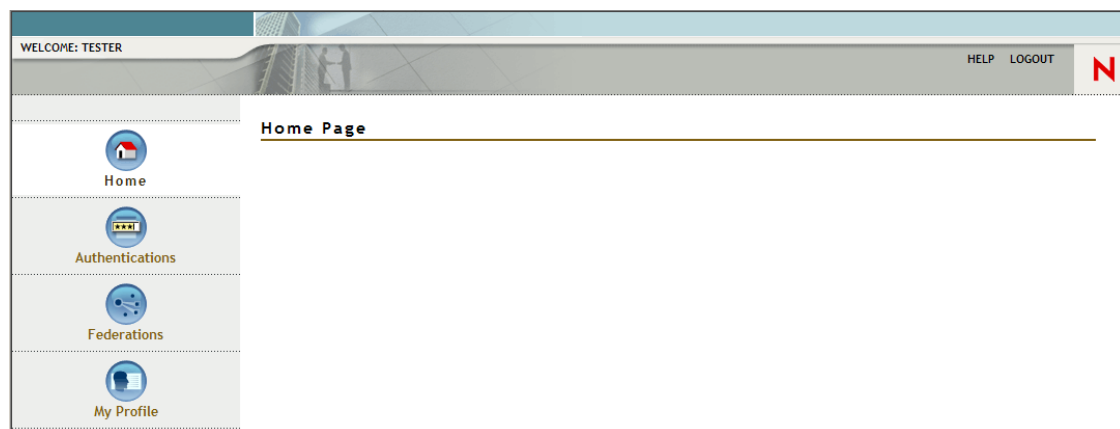 WELCOME: TESTER
HELP LOGOUT
N
Home Page
Home
***
Authentications
Federations
My Profile